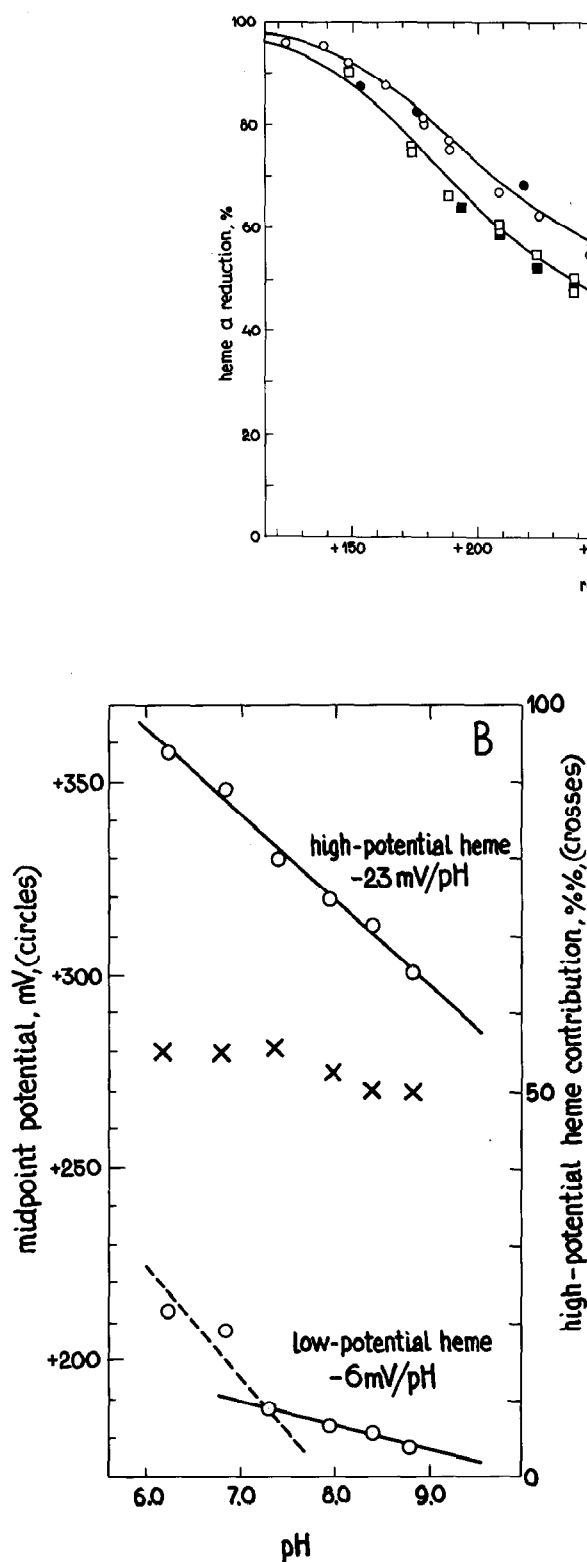 100
80
60
40
20
0
heme a reduction, %
+150
+200
+
r
B
+350
+300
+250
+200
midpoint potential, mV, (circles)
high-potential heme
-23 mV/pH
low-potential heme
-6 mV/pH
100
50
0
high-potential heme contribution, %%, (crosses)
6.0
7.0
8.0
9.0
pH